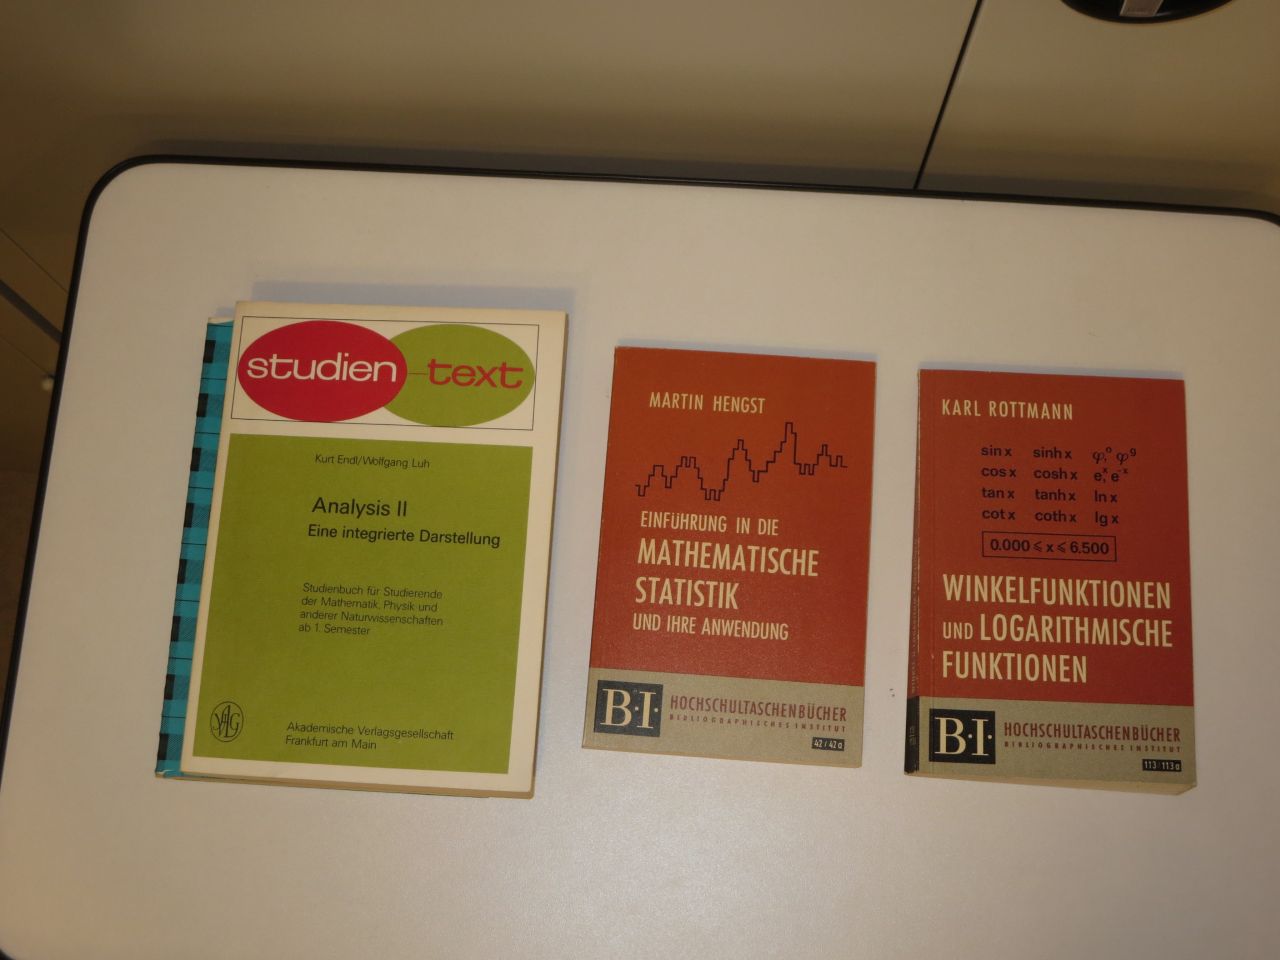 studien text
Kurt Endl/Wolfgang Luh
Analysis II
Eine integrierte Darstellung
Studienbuch für Studierende
der Mathematik, Physik und
anderer Naturwissenschaften
ab 1. Semester
Akademische Verlagsgesellschaft
Frankfurt am Main
MARTIN HENGST
EINFÜHRUNG IN DIE
MATHEMATISCHE
STATISTIK
UND IHRE ANWENDUNG
B·I
HOCHSCHULTASCHENBÜCHER
BIBLIOGRAPHISCHES INSTITUT
42/42a
KARL ROTTMANN
sin x sinh x φ,° φg
cos x cosh x eˣ, e⁻ˣ
tan x tanh x ln x
cot x coth x lg x
0.000 ⩽ x ⩽ 6.500
WINKELFUNKTIONEN
UND LOGARITHMISCHE
FUNKTIONEN
B·I
HOCHSCHULTASCHENBÜCHER
BIBLIOGRAPHISCHES INSTITUT
113/113a